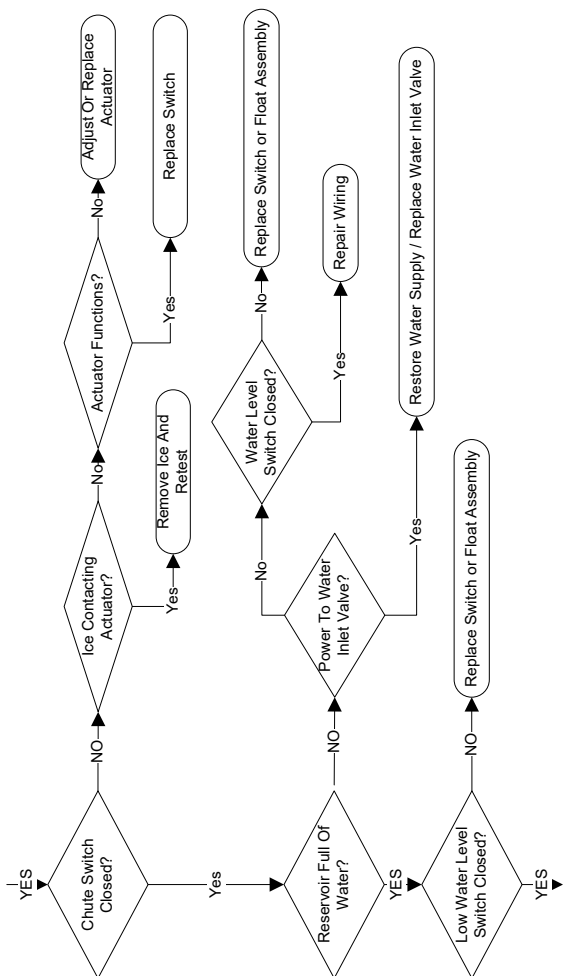 YES
Chute Switch
Closed?
NO
Ice Contacting
Actuator?
No
Actuator Functions?
No
Adjust Or Replace
Actuator
Yes
Replace Switch
Yes
Remove Ice And
Retest
Yes
Reservoir Full Of
Water?
NO
Power To Water
Inlet Valve?
No
Water Level
Switch Closed?
No
Replace Switch or Float Assembly
Yes
Repair Wiring
Yes
Restore Water Supply / Replace Water Inlet Valve
YES
Low Water Level
Switch Closed?
NO
Replace Switch or Float Assembly
YES